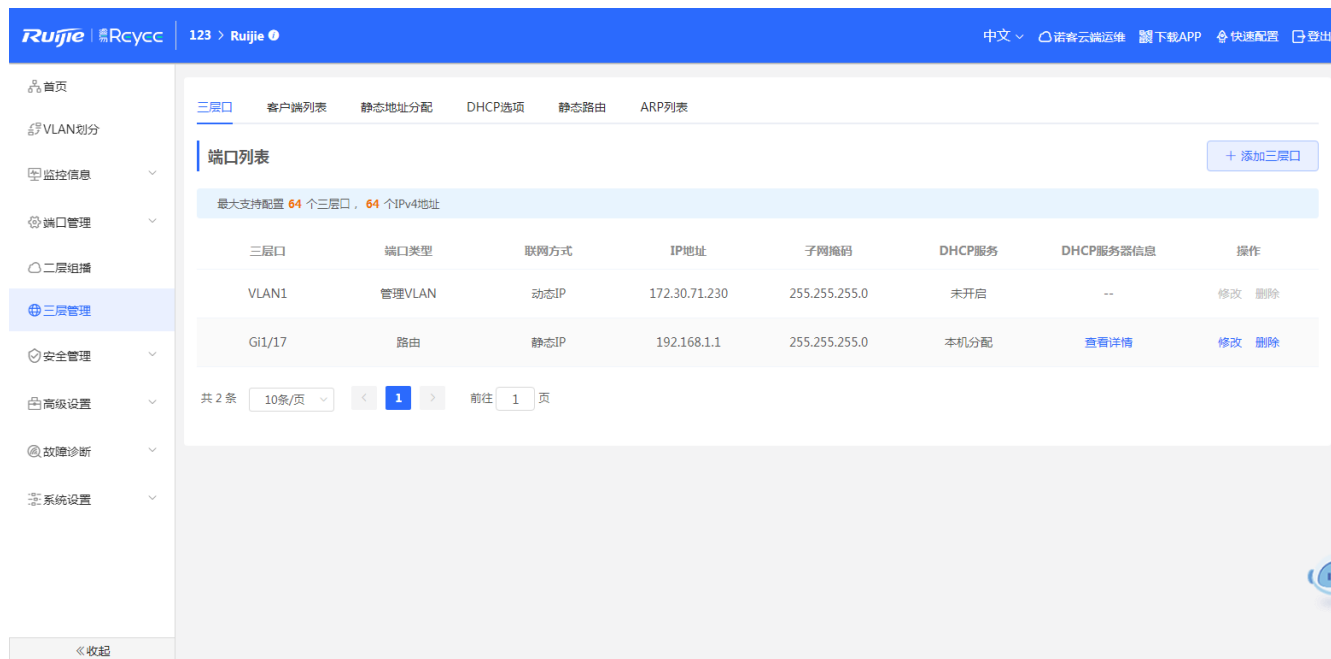 Ruijie 睿易 Rcycc 123 > Ruijie 中文 诺客云端运维 下载APP 快速配置 登出
首页
VLAN划分
监控信息
端口管理
二层组播
三层管理
安全管理
高级设置
故障诊断
系统设置
《收起
三层口 客户端列表 静态地址分配 DHCP选项 静态路由 ARP列表
端口列表 + 添加三层口
最大支持配置 64 个三层口， 64 个IPv4地址
三层口 端口类型 联网方式 IP地址 子网掩码 DHCP服务 DHCP服务器信息 操作
VLAN1 管理VLAN 动态IP 172.30.71.230 255.255.255.0 未开启 -- 修改 删除
Gi1/17 路由 静态IP 192.168.1.1 255.255.255.0 本机分配 查看详情 修改 删除
共 2 条 10条/页 < 1 > 前往 1 页